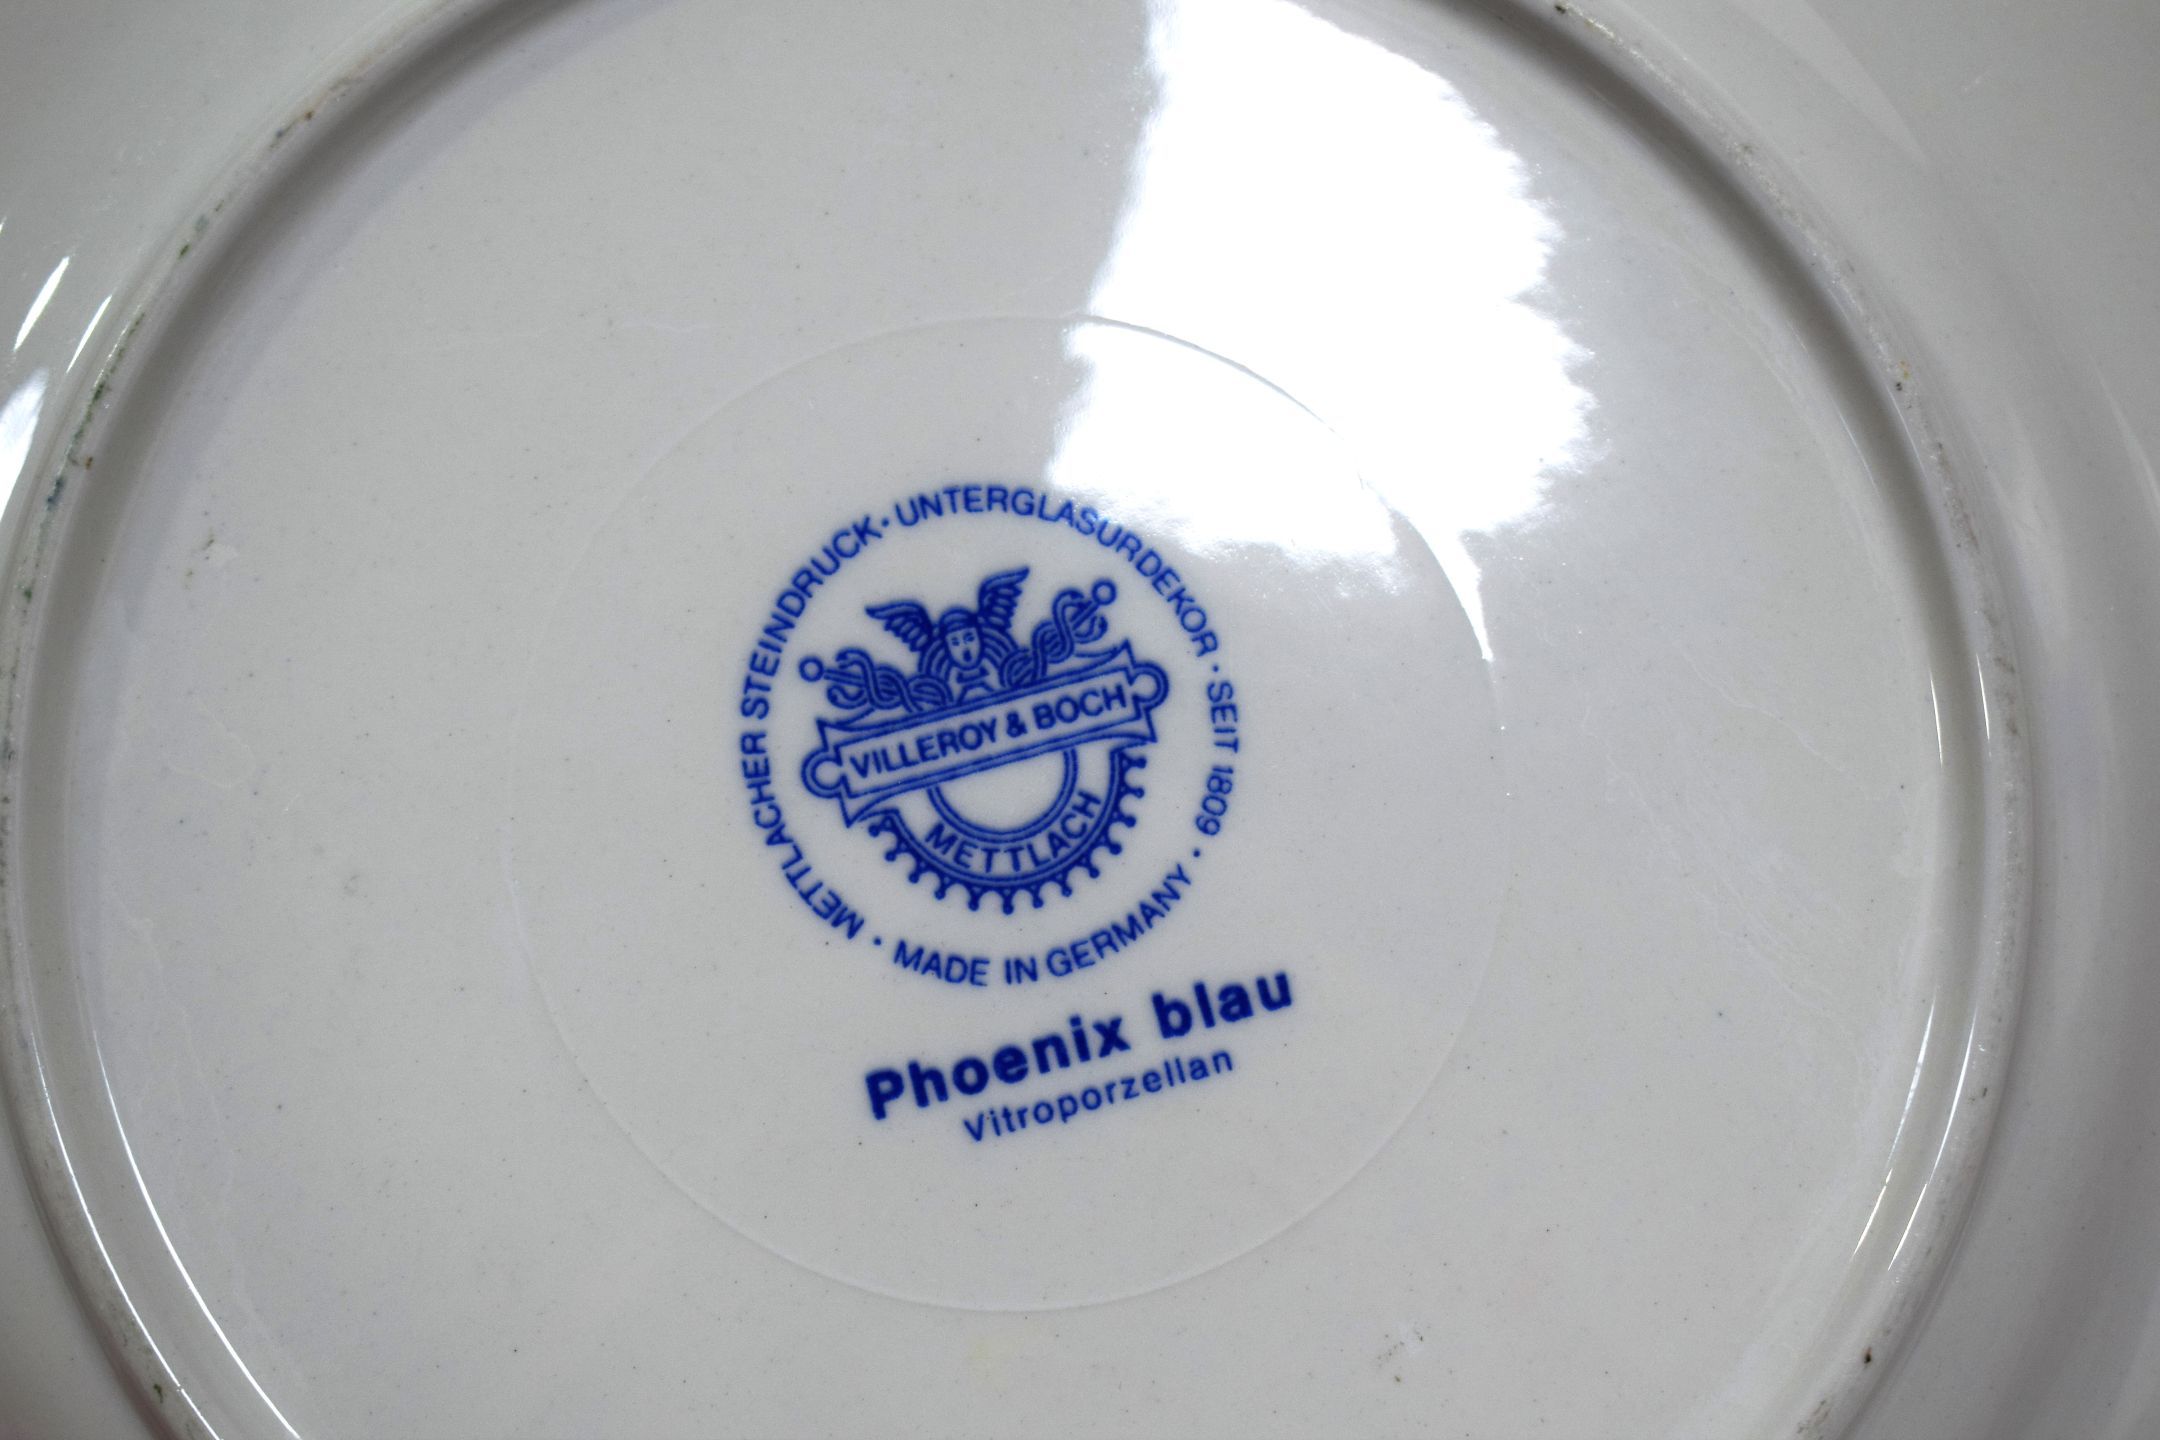 METTLACHER STEINDRUCK · UNTERGLASURDEKOR · SEIT 1809 · MADE IN GERMANY ·
VILLEROY & BOCH
METTLACH
Phoenix blau
Vitroporzellan